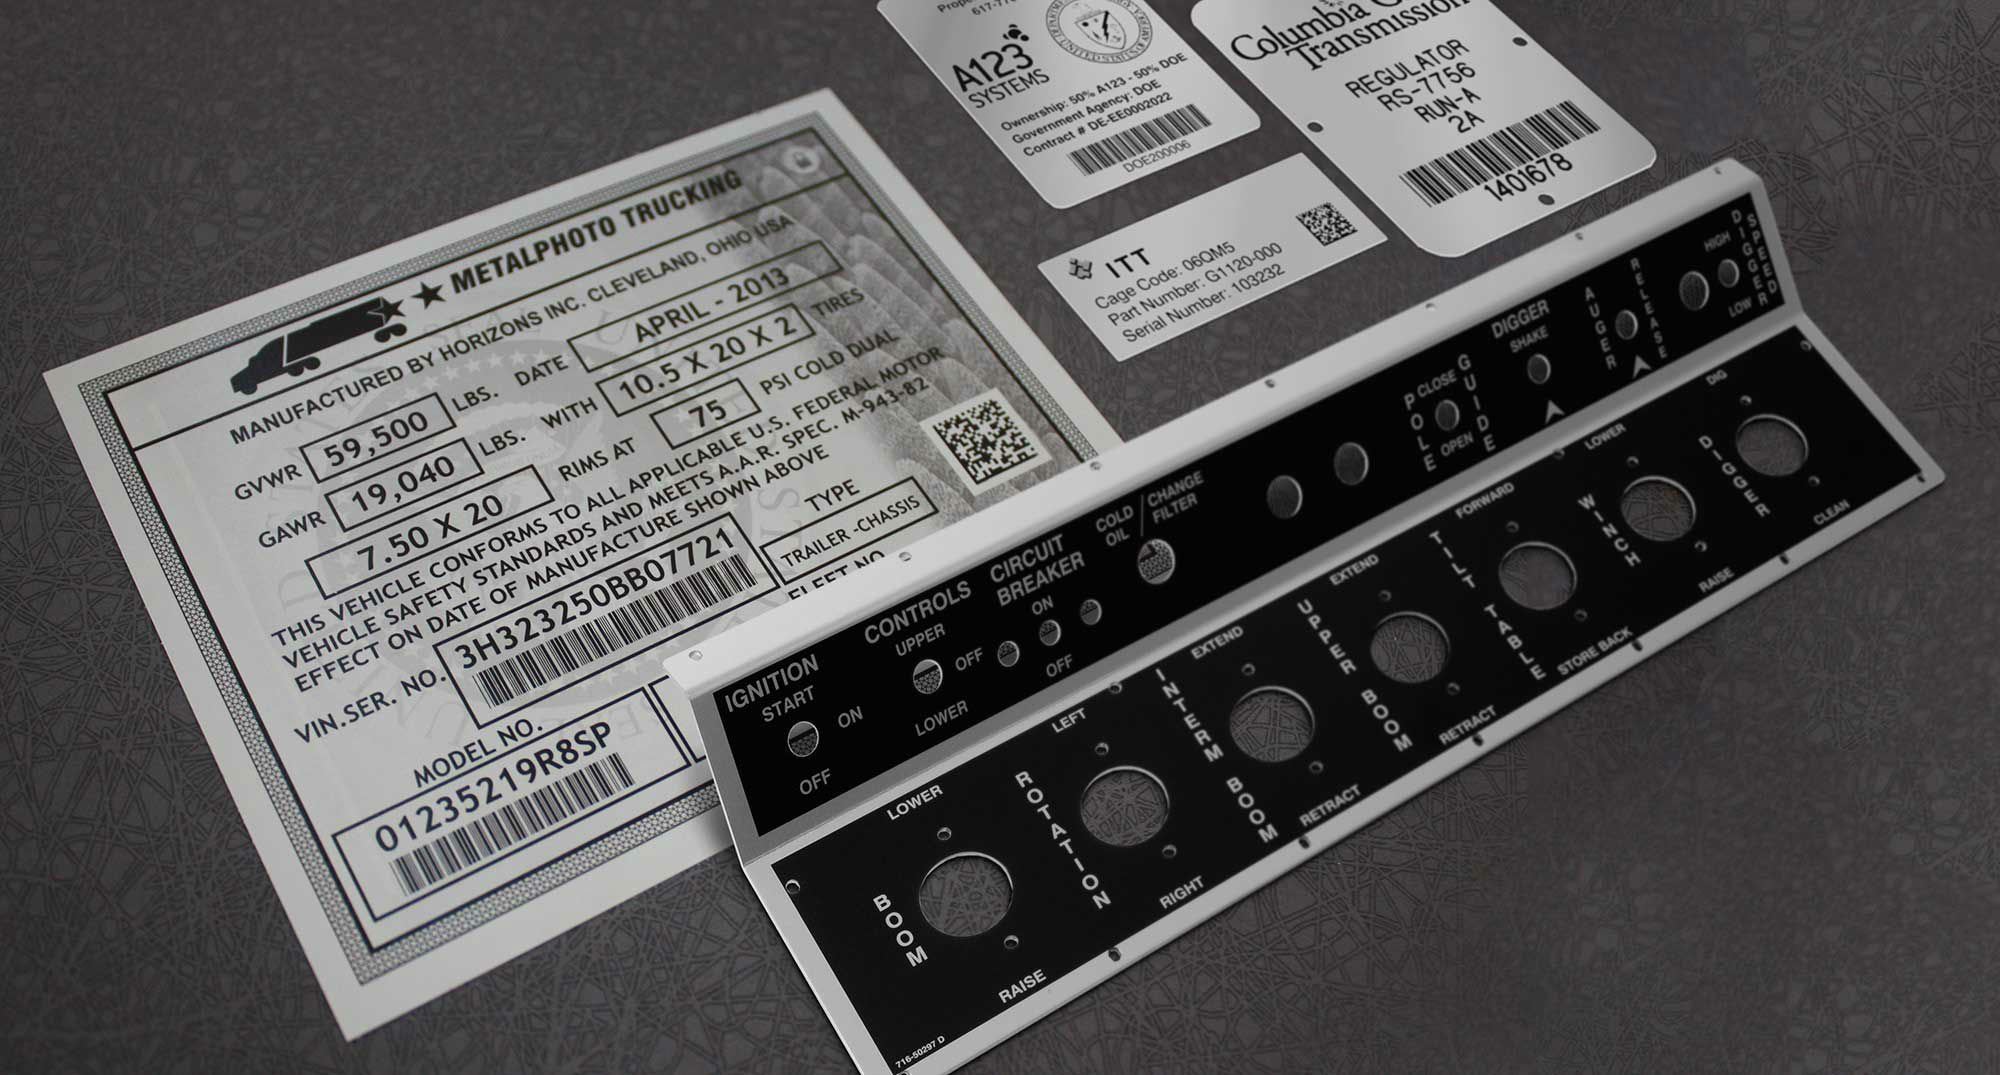 METALPHOTO TRUCKING
MANUFACTURED BY HORIZONS INC. CLEVELAND, OHIO USA
GVWR 59,500 LBS. DATE APRIL - 2013
GAWR 19,040 LBS. WITH 10.5 X 20 X 2 TIRES
7.50 X 20 RIMS AT 75 PSI COLD DUAL
THIS VEHICLE CONFORMS TO ALL APPLICABLE U.S. FEDERAL MOTOR
VEHICLE SAFETY STANDARDS AND MEETS A.A.R. SPEC. M-943-82
EFFECT ON DATE OF MANUFACTURE SHOWN ABOVE
VIN.SER. NO. 3H323250BB07721
TYPE
TRAILER -CHASSIS
FLEET NO.
MODEL NO.
01235219R8SP
617-77
A123
SYSTEMS
Ownership: 50% A123 - 50% DOE
Government Agency: DOE
Contract # DE-EE0002022
DOE200006
Columbia
Transmission
REGULATOR
RS-7756
RUN-A
2A
1401678
ITT
Cage Code: 06QM5
Part Number: G1120-000
Serial Number: 103232
IGNITION
START
ON
OFF
CONTROLS
UPPER
LOWER
CIRCUIT
BREAKER
OFF
ON
OFF
COLD
OIL
CHANGE
FILTER
POLE
CLOSE
OPEN
GUIDE
DIGGER
SHAKE
AUGER
RELEASE
HIGH
LOW
DIGGER
SPEED
BOOM
LOWER
RAISE
ROTATION
LEFT
RIGHT
INTERM BOOM
EXTEND
RETRACT
UPPER BOOM
EXTEND
RETRACT
TILT TABLE
FORWARD
STORE BACK
WINCH
LOWER
RAISE
DIGGER
DIG
CLEAN
716-50297 D